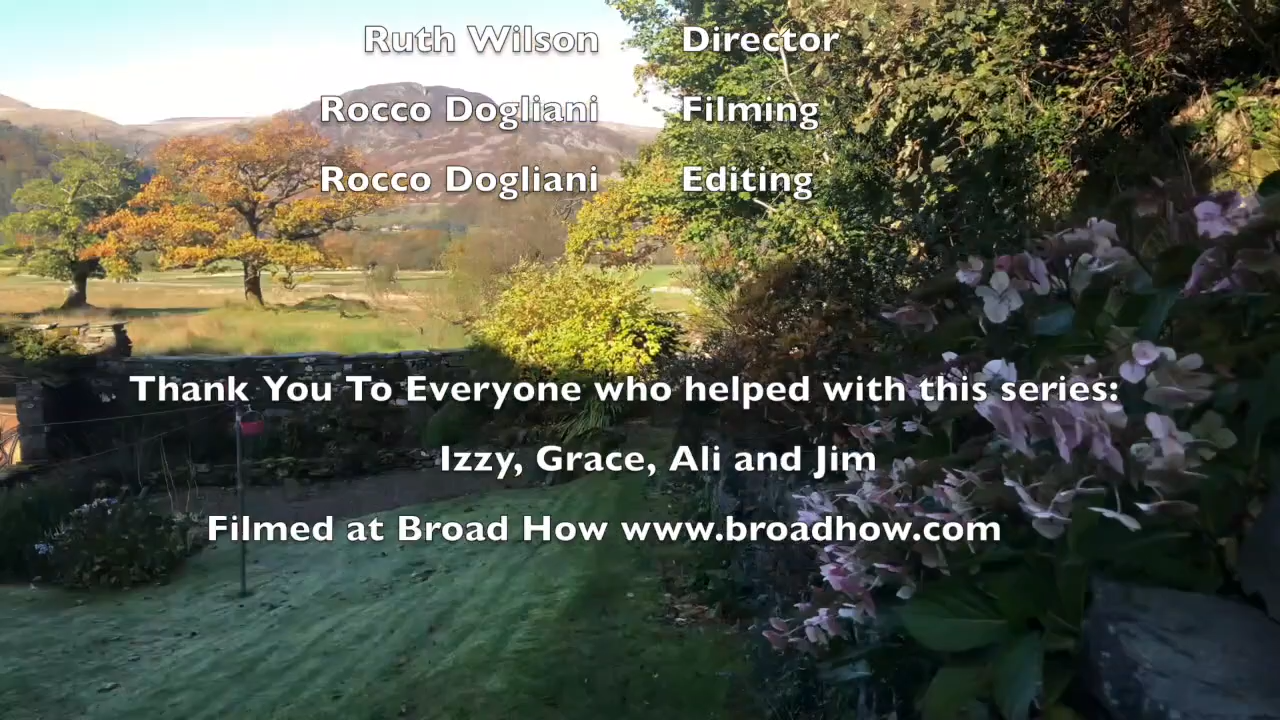 Ruth Wilson Director
Rocco Dogliani Filming
Rocco Dogliani Editing
Thank You To Everyone who helped with this series:
Izzy, Grace, Ali and Jim
Filmed at Broad How www.broadhow.com